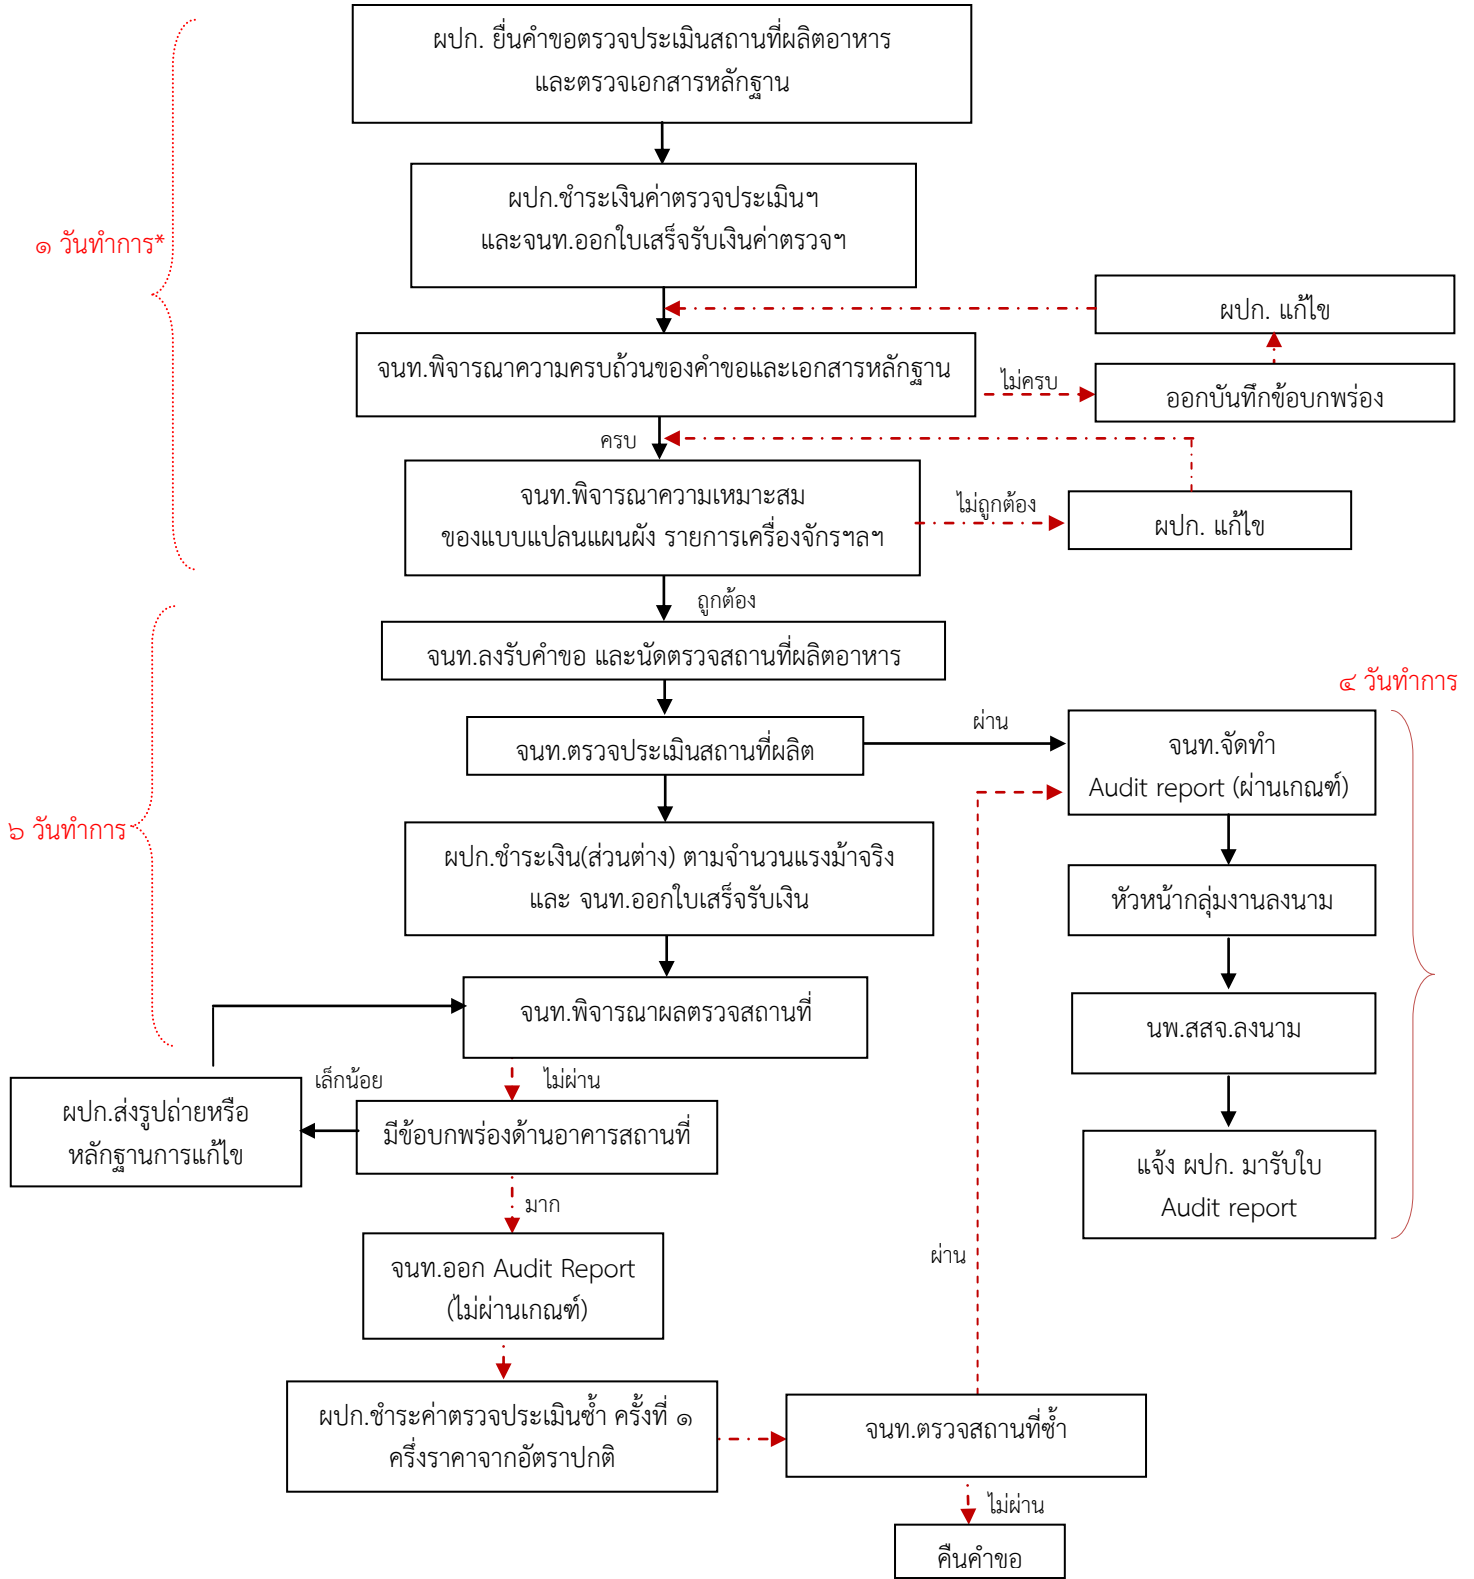 ผปก. ยื่นคำขอตรวจประเมินสถานที่ผลิตอาหาร
และตรวจเอกสารหลักฐาน
ผปก.ชำระเงินค่าตรวจประเมินฯ
และจนท.ออกใบเสร็จรับเงินค่าตรวจฯ
๑ วันทำการ*
ผปก. แก้ไข
จนท.พิจารณาความครบถ้วนของคำขอและเอกสารหลักฐาน
ไม่ครบ
ออกบันทึกข้อบกพร่อง
ครบ
จนท.พิจารณาความเหมาะสม
ของแบบแปลนแผนผัง รายการเครื่องจักรฯลฯ
ไม่ถูกต้อง
ผปก. แก้ไข
ถูกต้อง
จนท.ลงรับคำขอ และนัดตรวจสถานที่ผลิตอาหาร
๔ วันทำการ
จนท.ตรวจประเมินสถานที่ผลิต
ผ่าน
จนท.จัดทำ
Audit report (ผ่านเกณฑ์)
๖ วันทำการ
ผปก.ชำระเงิน(ส่วนต่าง) ตามจำนวนแรงม้าจริง
และ จนท.ออกใบเสร็จรับเงิน
หัวหน้ากลุ่มงานลงนาม
จนท.พิจารณาผลตรวจสถานที่
นพ.สสจ.ลงนาม
เล็กน้อย
ไม่ผ่าน
ผปก.ส่งรูปถ่ายหรือ
หลักฐานการแก้ไข
มีข้อบกพร่องด้านอาคารสถานที่
แจ้ง ผปก. มารับใบ
Audit report
มาก
จนท.ออก Audit Report
(ไม่ผ่านเกณฑ์)
ผ่าน
ผปก.ชำระค่าตรวจประเมินซ้ำ ครั้งที่ ๑
ครึ่งราคาจากอัตราปกติ
จนท.ตรวจสถานที่ซ้ำ
ไม่ผ่าน
คืนคำขอ